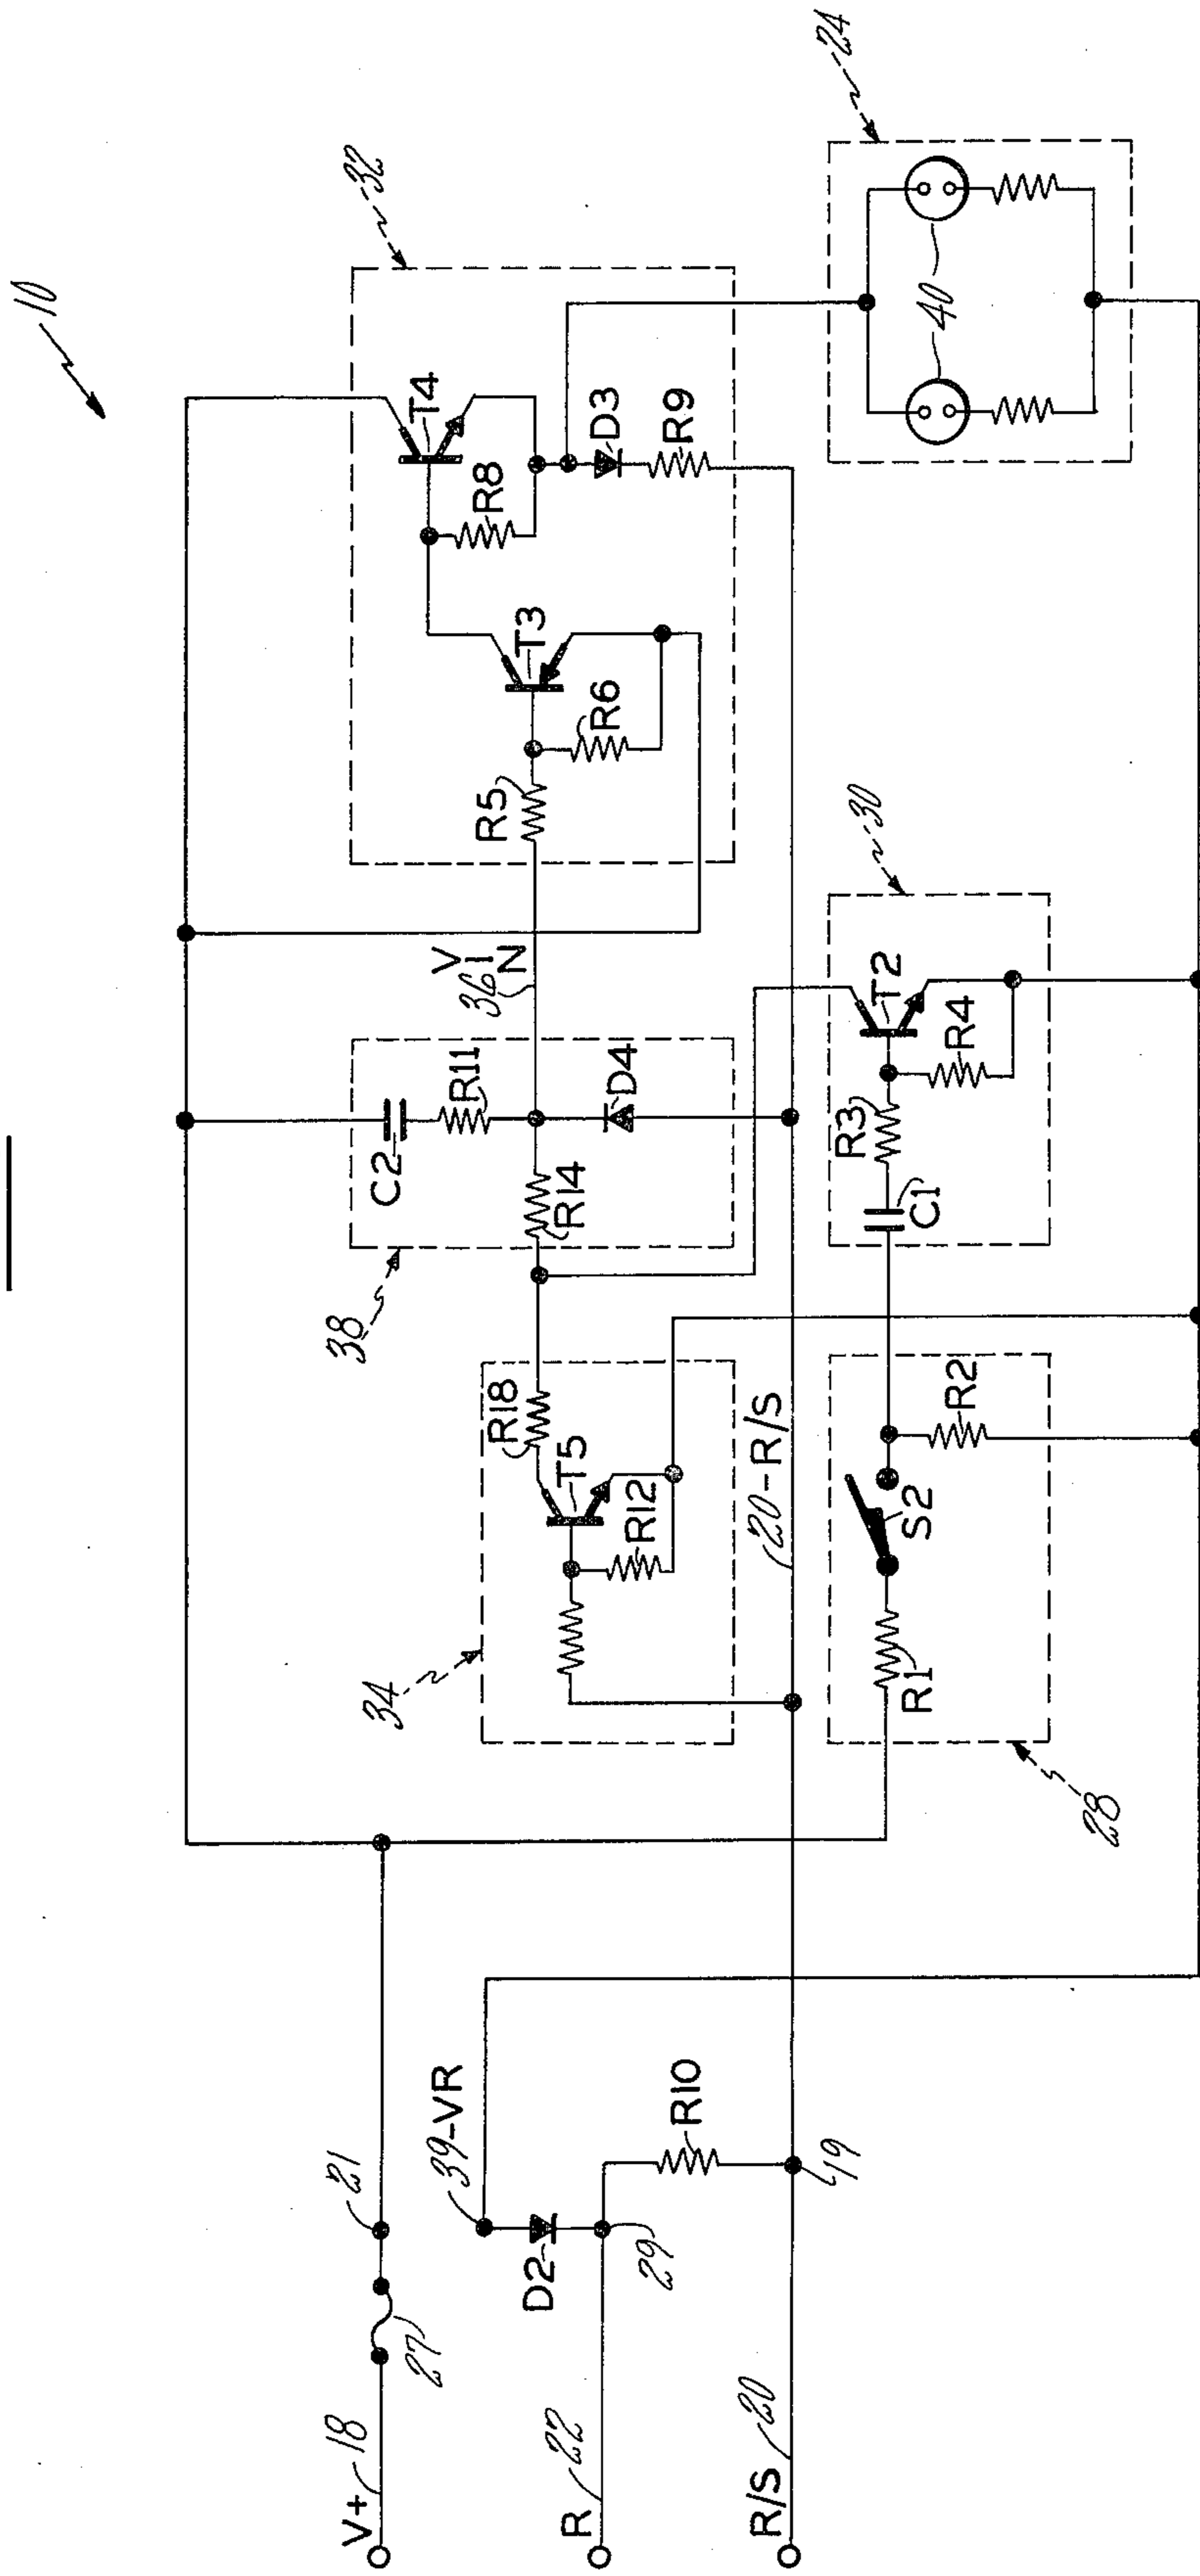 10
32
24
T4
R8
D3
R9
40
T3
R6
R5
V
I
N
36
30
T2
R4
R3
C1
C2
R11
D4
R14
38
R18
T5
R12
34
20-R/S
R2
S2
R1
28
21
39-VR
R10
19
D2
29
27
V+
18
R
22
R/S
20